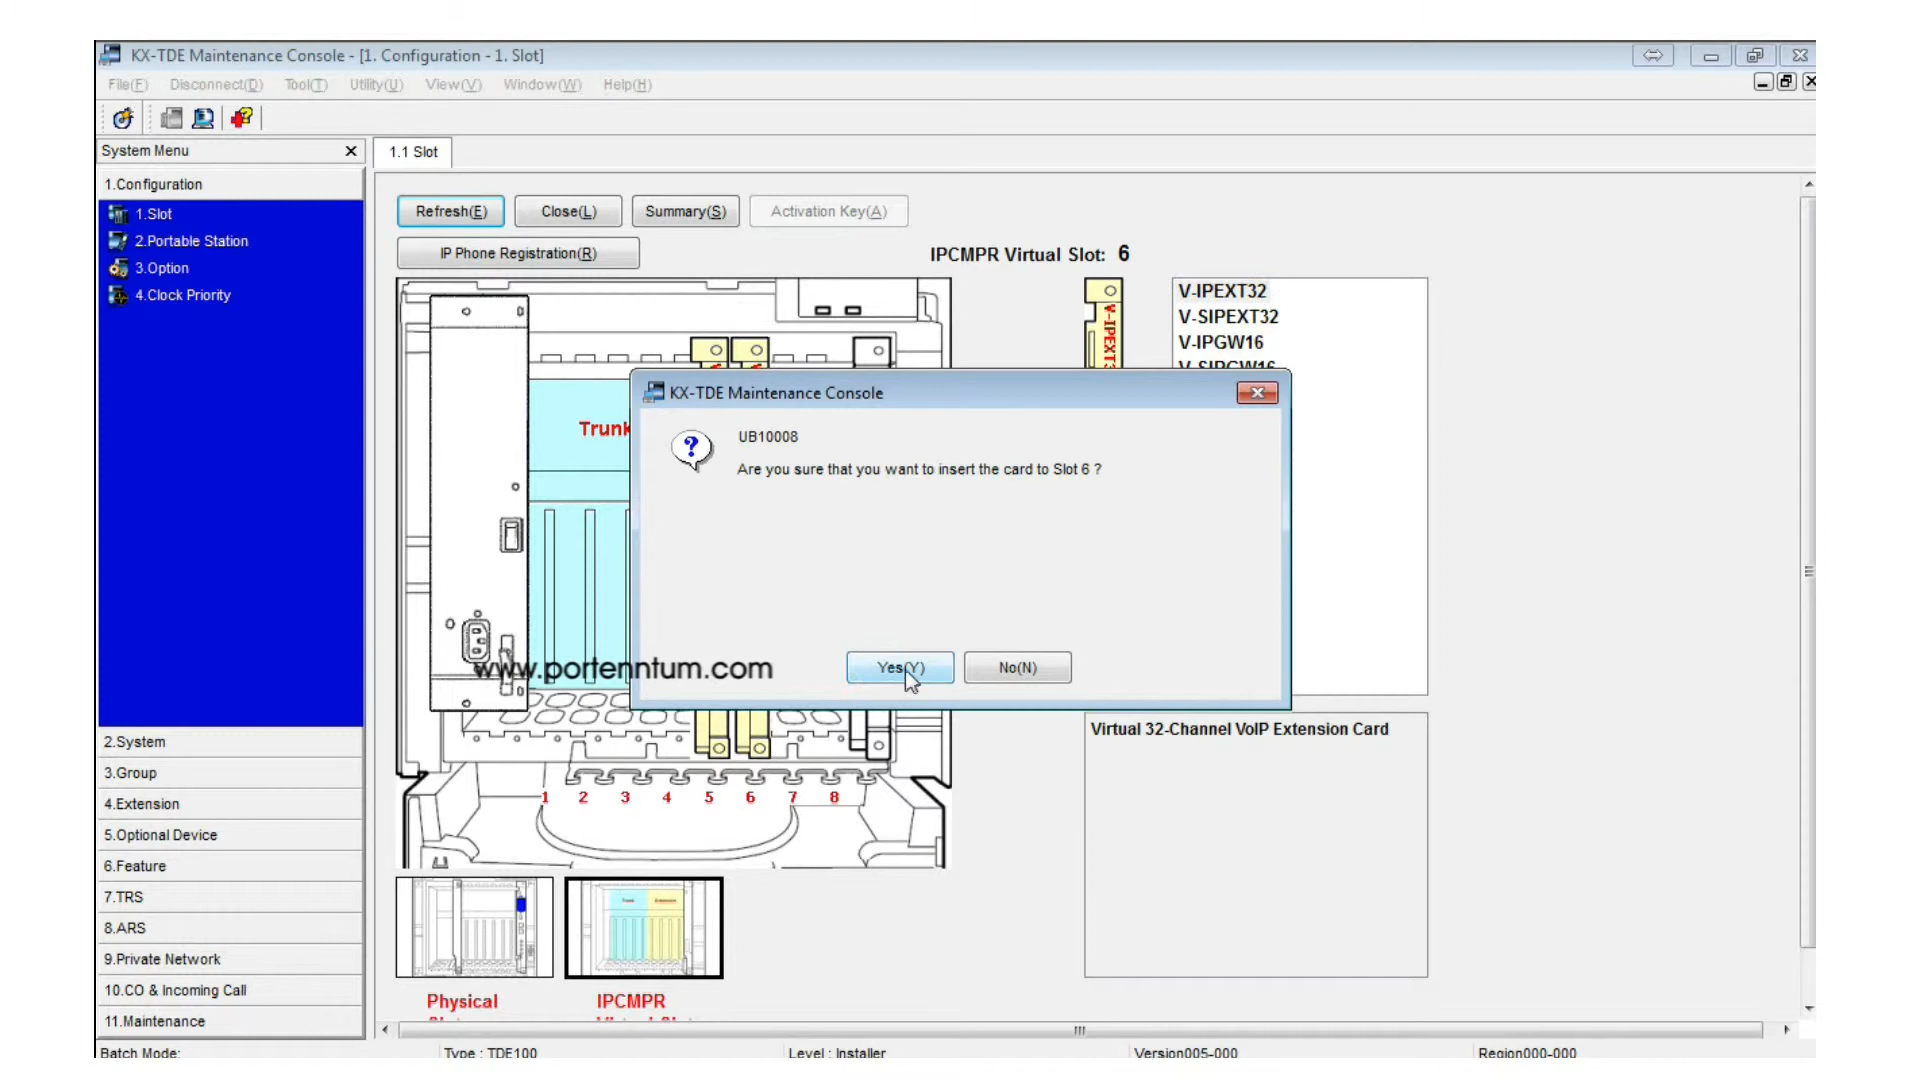 KX-TDE Maintenance Console - [1. Configuration - 1. Slot]
File(F) Disconnect(D) Tool(T) Utility(U) View(V) Window(W) Help(H)
System Menu
1.1 Slot
1.Configuration
1.Slot
2.Portable Station
3.Option
4.Clock Priority
2.System
3.Group
4.Extension
5.Optional Device
6.Feature
7.TRS
8.ARS
9.Private Network
10.CO & Incoming Call
11.Maintenance
Refresh(E) Close(L) Summary(S) Activation Key(A)
IP Phone Registration(R)
IPCMPR Virtual Slot: 6
V-IPEXT32
V-SIPEXT32
V-IPGW16
V-SIPGW16
V-IPEXT3
Trunk
KX-TDE Maintenance Console
UB10008
Are you sure that you want to insert the card to Slot 6 ?
Yes(Y) No(N)
www.portenntum.com
Virtual 32-Channel VoIP Extension Card
1 2 3 4 5 6 7 8
Trunk Extension
Physical
IPCMPR
Batch Mode: Type : TDE100 Level : Installer Version005-000 Region000-000